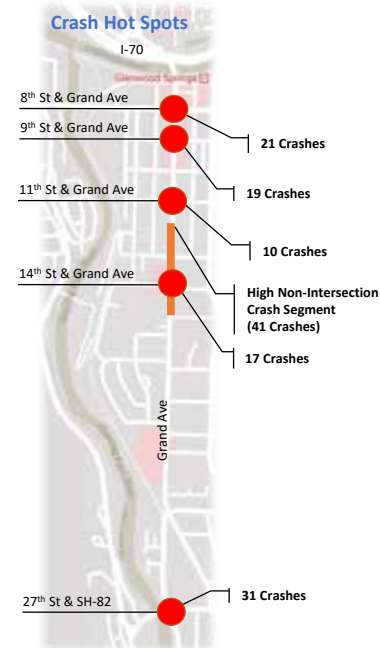 Crash Hot Spots
I-70
Glenwood Springs
8th St & Grand Ave
9th St & Grand Ave
21 Crashes
19 Crashes
11th St & Grand Ave
10 Crashes
14th St & Grand Ave
High Non-Intersection
Crash Segment
(41 Crashes)
17 Crashes
Grand Ave
27th St & SH-82
31 Crashes